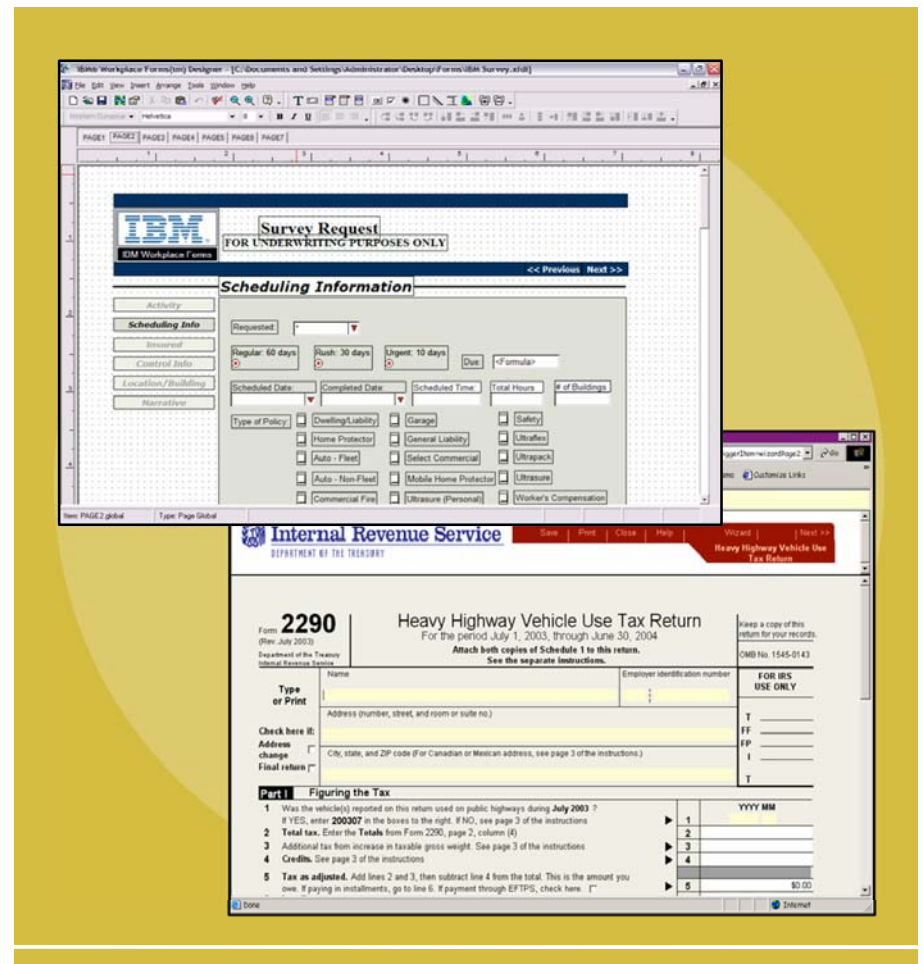 IBM® Workplace Forms(tm) Designer - [C:\Documents and Settings\Administrator\Desktop\Forms\IBM Survey.xfdl]
File Edit View Insert Arrange Tools Window Help
Helvetica 8 B I U
PAGE1 PAGE2 PAGE3 PAGE4 PAGE5 PAGE6 PAGE7
1 2 3 4 5 6 7 8
IBM
IBM Workplace Forms
Survey Request
FOR UNDERWRITING PURPOSES ONLY
<< Previous Next >>
Scheduling Information
Activity
Scheduling Info
Insured
Control Info
Location/Building
Narrative
Requested: *
Regular: 60 days Rush: 30 days Urgent: 10 days Due: <Formula>
Scheduled Date: Completed Date: Scheduled Time: Total Hours # of Buildings
Type of Policy: Dwelling/Liability Garage Safety
Home Protector General Liability Ultraflex
Auto - Fleet Select Commercial Ultrapack
Auto - Non-Fleet Mobile Home Protector Ultrasure
Commercial Fire Ultrasure (Personal) Worker's Compensation
Item: PAGE2.global Type: Page Global
Go
Customize Links
Internal Revenue Service
DEPARTMENT OF THE TREASURY
Save | Print | Close | Help | Wizard | | Next >>
Heavy Highway Vehicle Use
Tax Return
Form 2290
(Rev. July 2003)
Department of the Treasury
Internal Revenue Service
Heavy Highway Vehicle Use Tax Return
For the period July 1, 2003, through June 30, 2004
Attach both copies of Schedule 1 to this return.
See the separate instructions.
Keep a copy of this
return for your records.
OMB No. 1545-0143
Type
or Print
Name
Employer identification number
FOR IRS
USE ONLY
Address (number, street, and room or suite no.)
T
FF
FP
I
T
Check here if:
Address
change
Final return
City, state, and ZIP code (For Canadian or Mexican address, see page 3 of the instructions.)
Part I Figuring the Tax
1 Was the vehicle(s) reported on this return used on public highways during July 2003 ? YYYY MM
If YES, enter 200307 in the boxes to the right. If NO, see page 3 of the instructions 1
2 Total tax. Enter the Totals from Form 2290, page 2, column (4) 2
3 Additional tax from increase in taxable gross weight. See page 3 of the instructions 3
4 Credits. See page 3 of the instructions 4
5 Tax as adjusted. Add lines 2 and 3, then subtract line 4 from the total. This is the amount you
owe. If paying in installments, go to line 6. If payment through EFTPS, check here. 5 $0.00
Done Internet